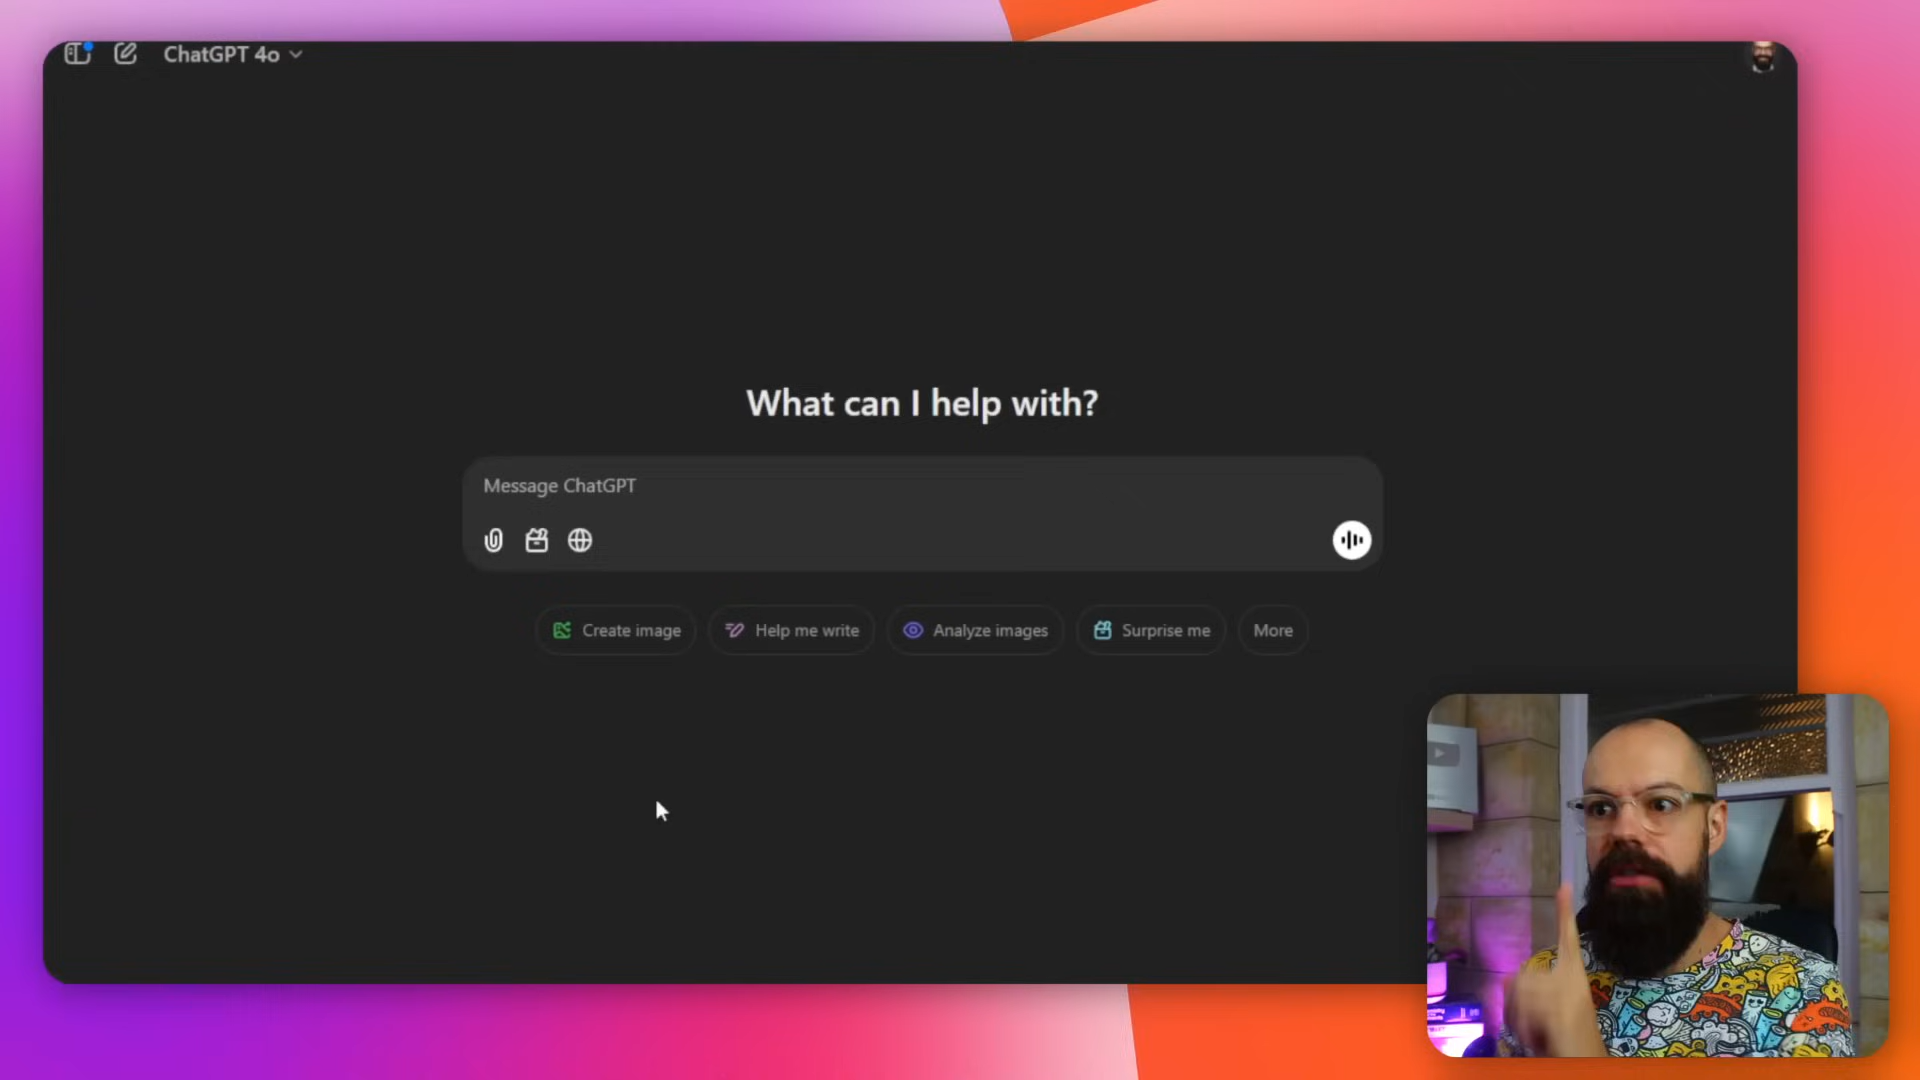 ChatGPT 4o
What can I help with?
Message ChatGPT
Create image
Help me write
Analyze images
Surprise me
More